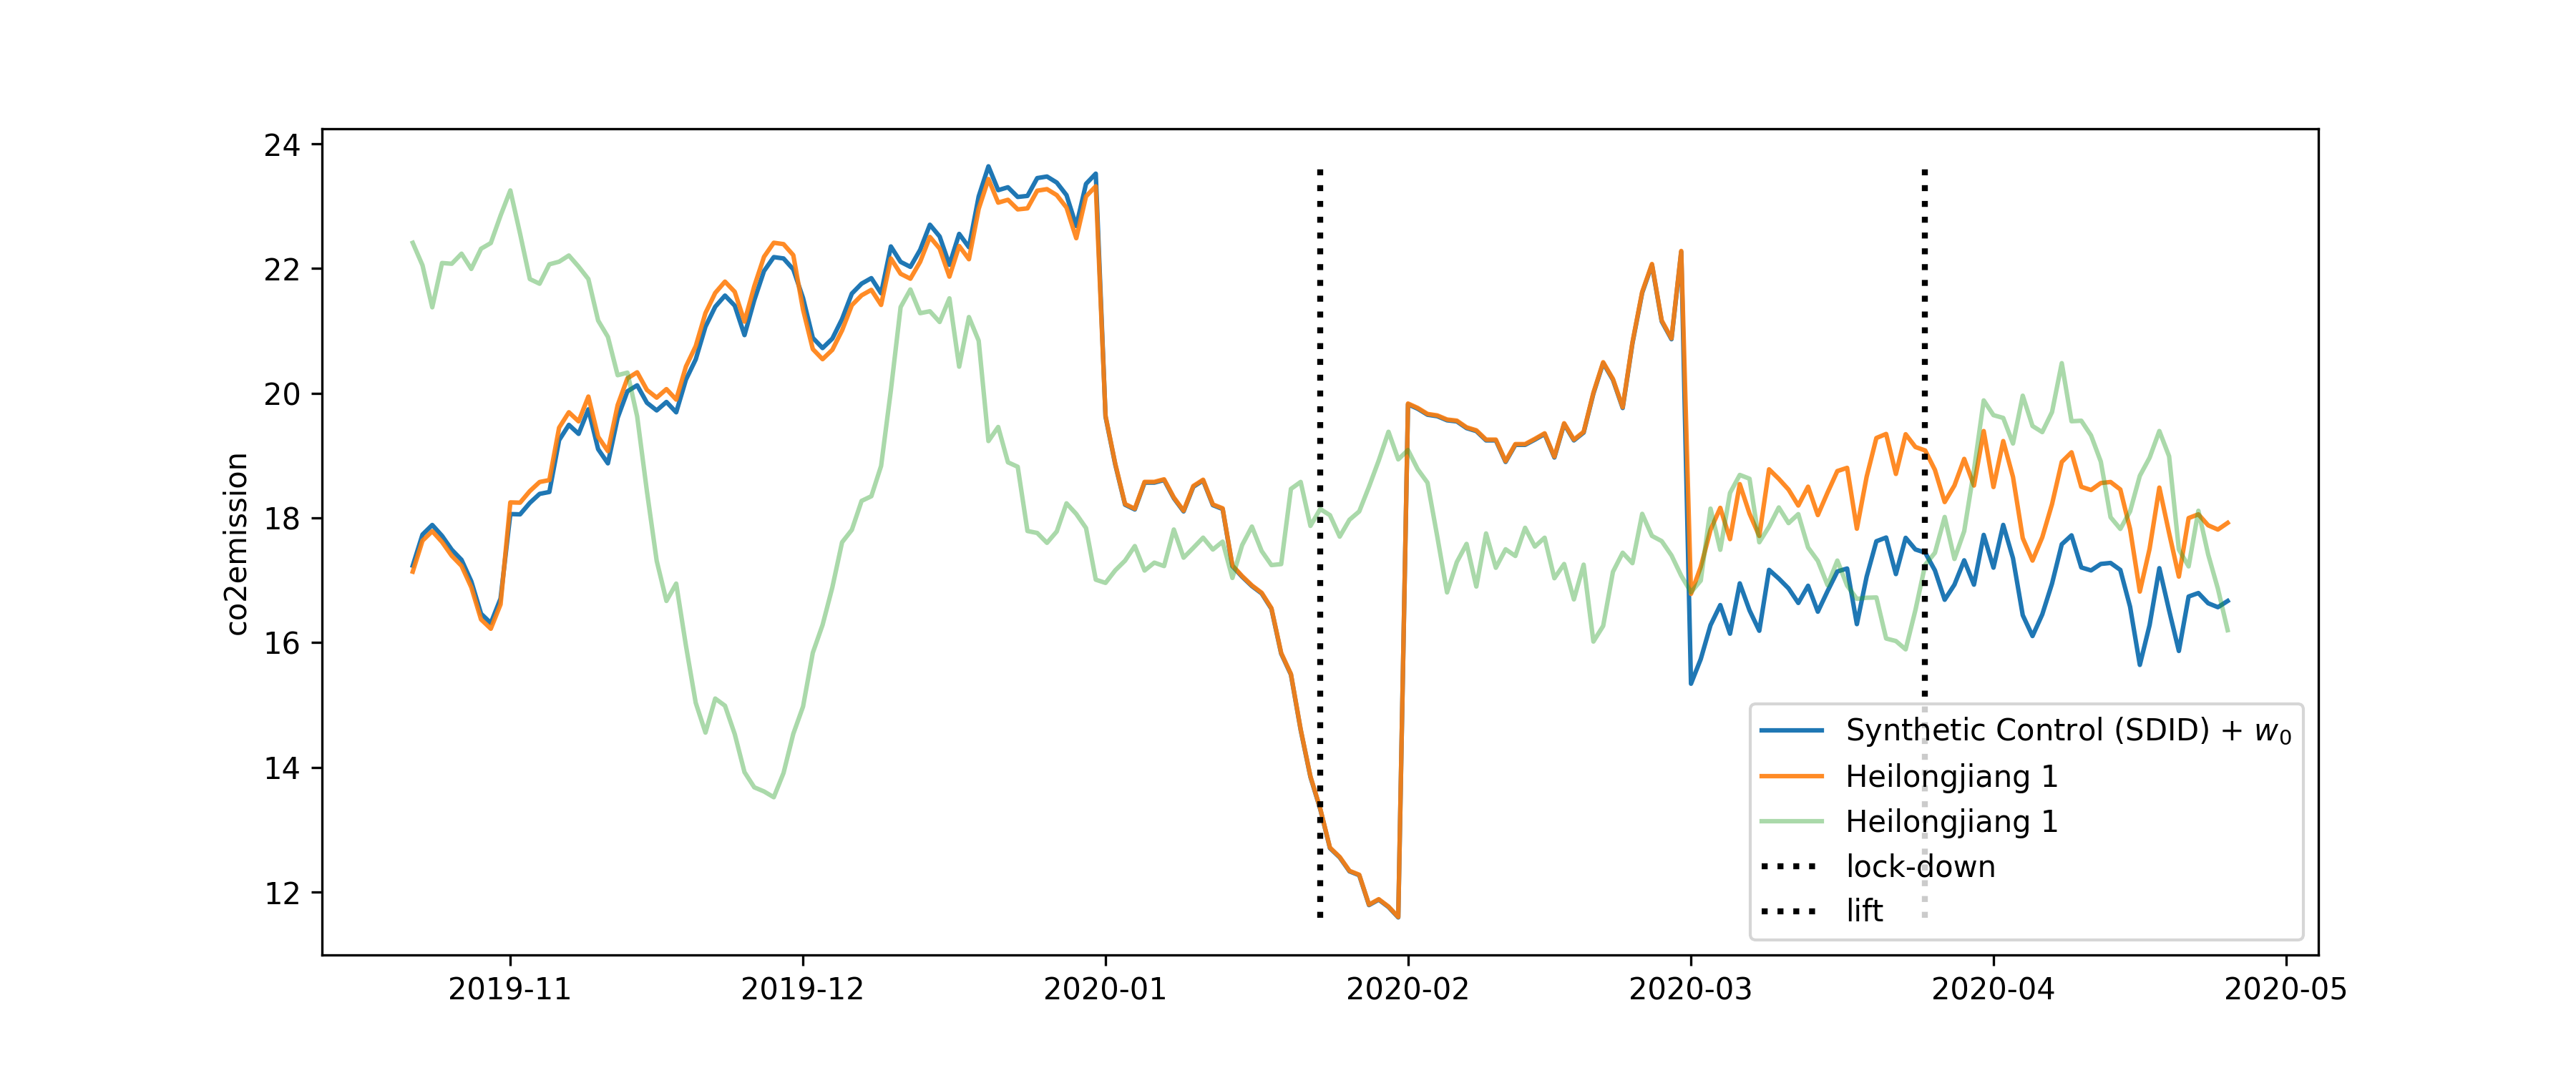 24
22
20
18
16
14
12
co2emission
2019-11
2019-12
2020-01
2020-02
2020-03
2020-04
2020-05
Synthetic Control (SDID) + w₀
Heilongjiang 1
Heilongjiang 1
lock-down
lift